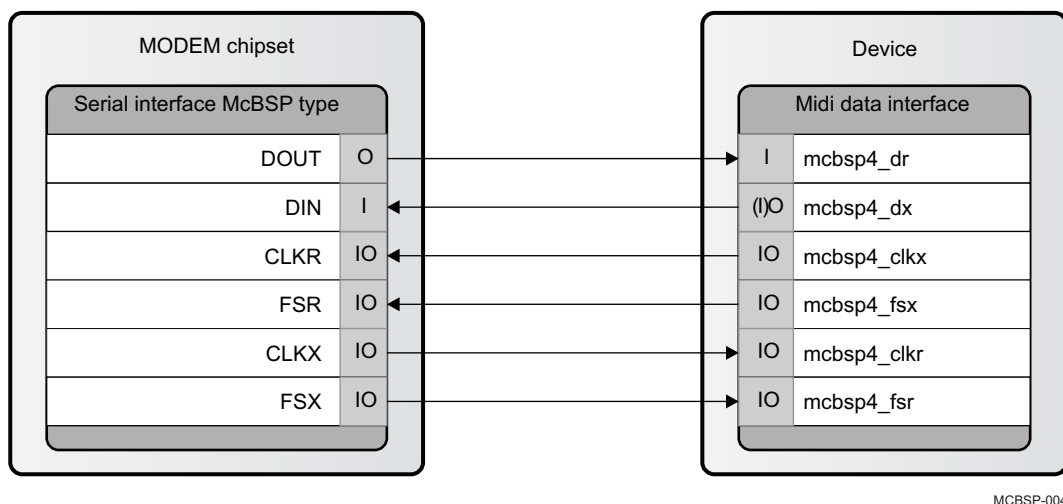 MODEM chipset
Device
Serial interface McBSP type
Midi data interface
DOUT O I mcbsp4_dr
DIN I (I)O mcbsp4_dx
CLKR IO IO mcbsp4_clkx
FSR IO IO mcbsp4_fsx
CLKX IO IO mcbsp4_clkr
FSX IO IO mcbsp4_fsr